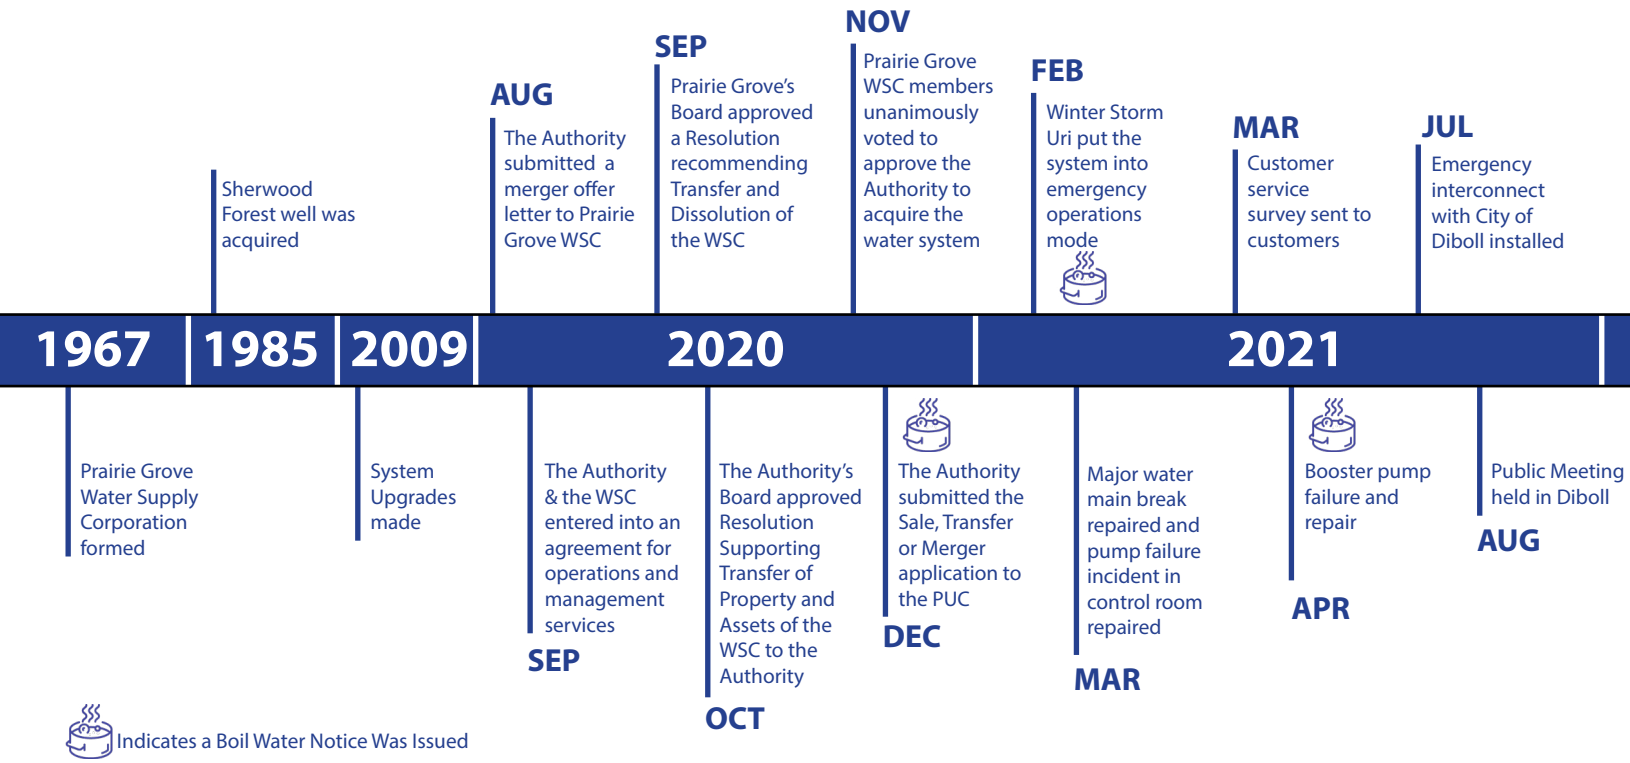 NOV
Prairie Grove
WSC members
unanimously
voted to
approve the
Authority to
acquire the
water system
SEP
Prairie Grove's
Board approved
a Resolution
recommending
Transfer and
Dissolution of
the WSC
FEB
Winter Storm
Uri put the
system into
emergency
operations
mode
AUG
The Authority
submitted a
merger offer
letter to Prairie
Grove WSC
MAR
Customer
service
survey sent to
customers
JUL
Emergency
interconnect
with City of
Diboll installed
Sherwood
Forest well was
acquired
1967
1985
2009
2020
2021
Prairie Grove
Water Supply
Corporation
formed
System
Upgrades
made
The Authority
& the WSC
entered into an
agreement for
operations and
management
services
SEP
The Authority's
Board approved
Resolution
Supporting
Transfer of
Property and
Assets of the
WSC to the
Authority
OCT
The Authority
submitted the
Sale, Transfer
or Merger
application to
the PUC
DEC
Major water
main break
repaired and
pump failure
incident in
control room
repaired
MAR
Booster pump
failure and
repair
APR
Public Meeting
held in Diboll
AUG
Indicates a Boil Water Notice Was Issued